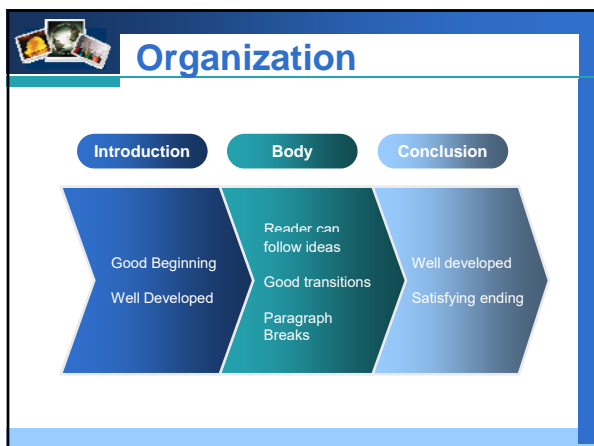 Organization
Introduction
Body
Conclusion
Good Beginning
Well Developed
Reader can
follow ideas
Good transitions
Paragraph
Breaks
Well developed
Satisfying ending